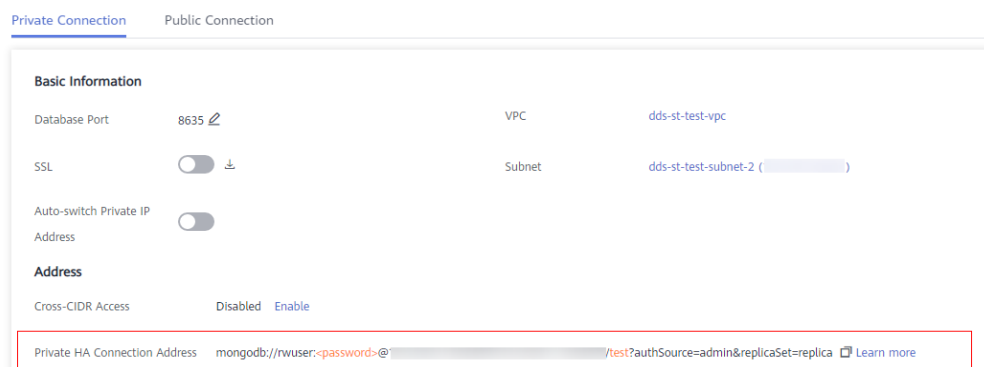 Private Connection Public Connection
Basic Information
Database Port 8635 VPC dds-st-test-vpc
SSL Subnet dds-st-test-subnet-2 ( )
Auto-switch Private IP
Address
Address
Cross-CIDR Access Disabled Enable
Private HA Connection Address mongodb://rwuser:<password>@ /test?authSource=admin&replicaSet=replica Learn more